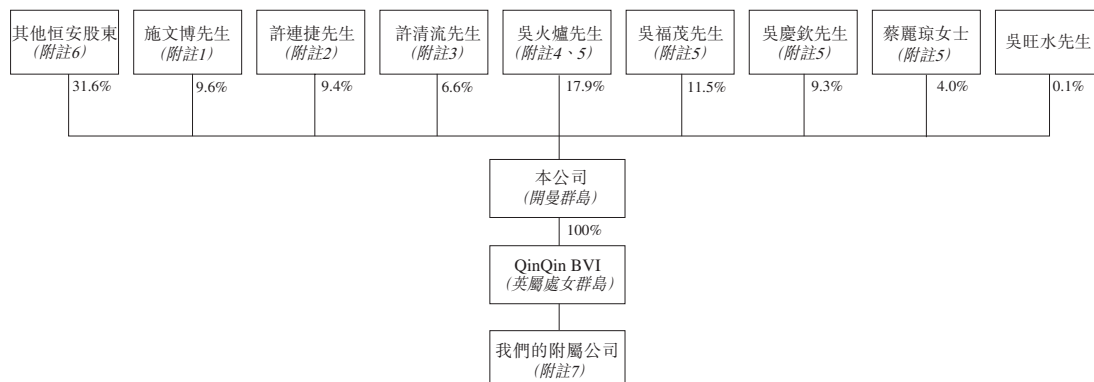 其他恒安股東
(附註6)
施文博先生
(附註1)
許連捷先生
(附註2)
許清流先生
(附註3)
吳火爐先生
(附註4、5)
吳福茂先生
(附註5)
吳慶欽先生
(附註5)
蔡麗琼女士
(附註5)
吳旺水先生
31.6%
9.6%
9.4%
6.6%
17.9%
11.5%
9.3%
4.0%
0.1%
本公司
(開曼群島)
100%
QinQin BVI
(英屬處女群島)
我們的附屬公司
(附註7)